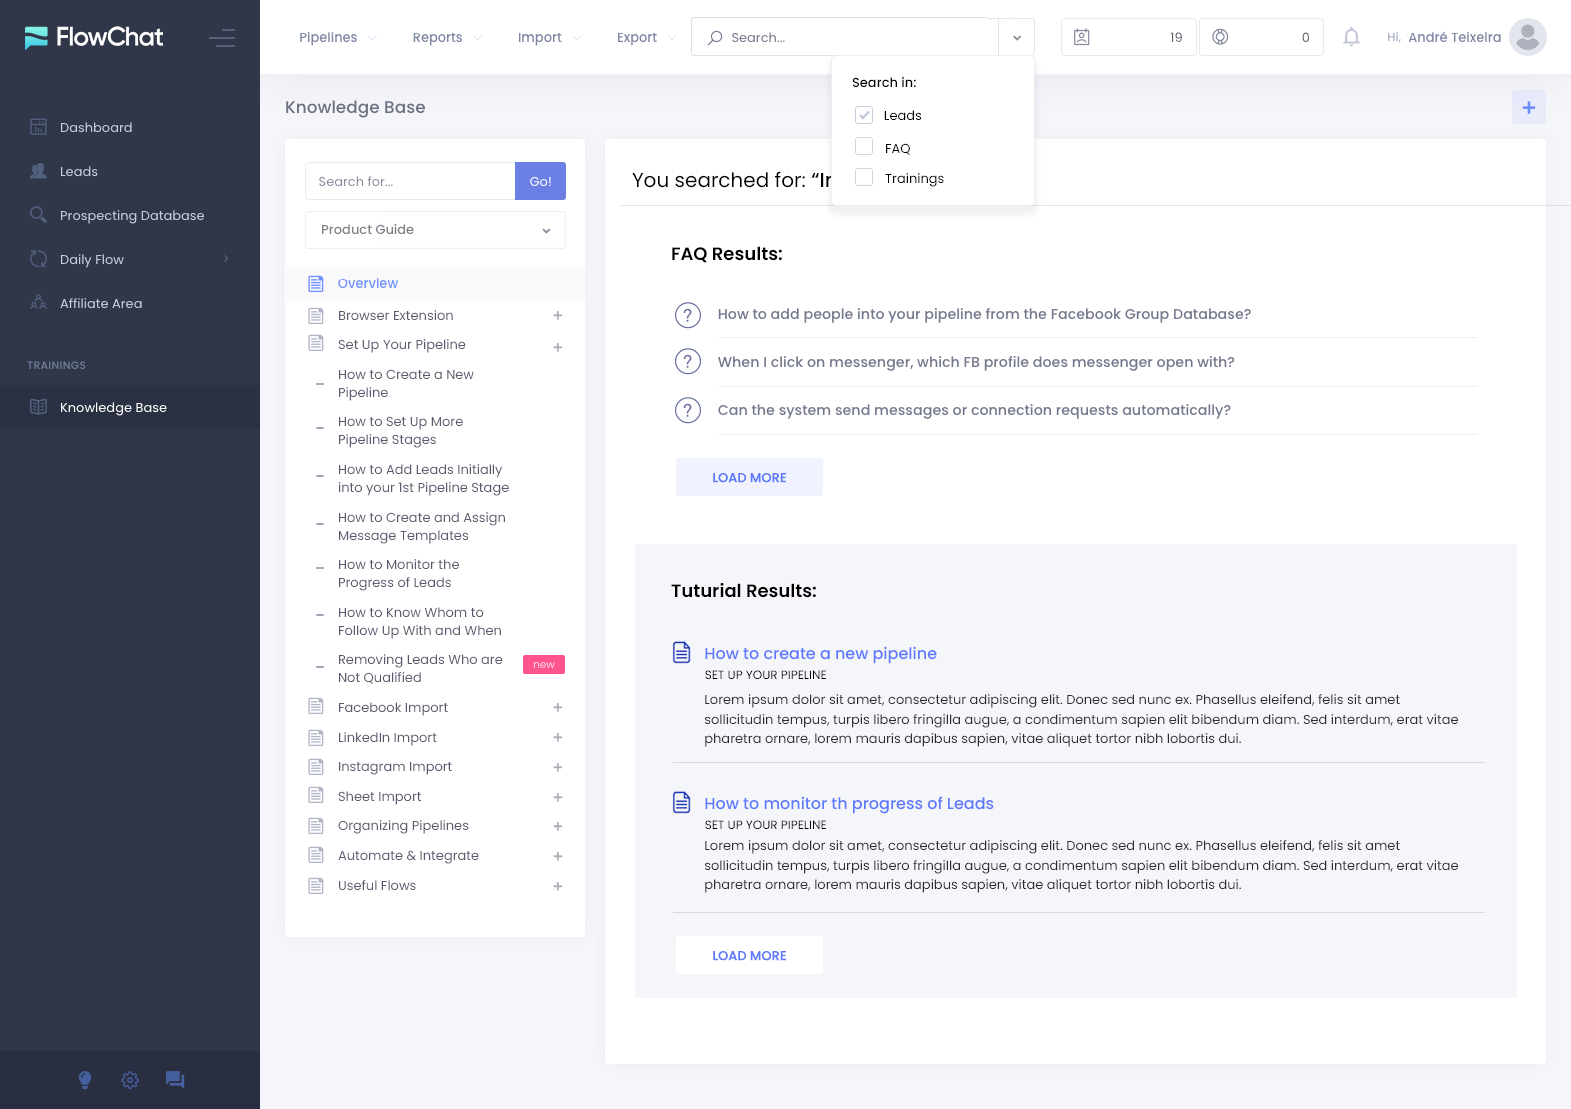 FlowChat
Pipelines
Reports
Import
Export
Search...
19
0
Hi, André Teixeira
Search in:
Leads
FAQ
Trainings
Dashboard
Leads
Prospecting Database
Daily Flow
Affiliate Area
TRAININGS
Knowledge Base
Knowledge Base
Search for...
Go!
Product Guide
Overview
Browser Extension
Set Up Your Pipeline
How to Create a New
Pipeline
How to Set Up More
Pipeline Stages
How to Add Leads Initially
into your 1st Pipeline Stage
How to Create and Assign
Message Templates
How to Monitor the
Progress of Leads
How to Know Whom to
Follow Up With and When
Removing Leads Who are
Not Qualified
new
Facebook Import
LinkedIn Import
Instagram Import
Sheet Import
Organizing Pipelines
Automate & Integrate
Useful Flows
You searched for:
FAQ Results:
How to add people into your pipeline from the Facebook Group Database?
When I click on messenger, which FB profile does messenger open with?
Can the system send messages or connection requests automatically?
LOAD MORE
Tuturial Results:
How to create a new pipeline
SET UP YOUR PIPELINE
Lorem ipsum dolor sit amet, consectetur adipiscing elit. Donec sed nunc ex. Phasellus eleifend, felis sit amet
sollicitudin tempus, turpis libero fringilla augue, a condimentum sapien elit bibendum diam. Sed interdum, erat vitae
pharetra ornare, lorem mauris dapibus sapien, vitae aliquet tortor nibh lobortis dui.
How to monitor th progress of Leads
SET UP YOUR PIPELINE
Lorem ipsum dolor sit amet, consectetur adipiscing elit. Donec sed nunc ex. Phasellus eleifend, felis sit amet
sollicitudin tempus, turpis libero fringilla augue, a condimentum sapien elit bibendum diam. Sed interdum, erat vitae
pharetra ornare, lorem mauris dapibus sapien, vitae aliquet tortor nibh lobortis dui.
LOAD MORE